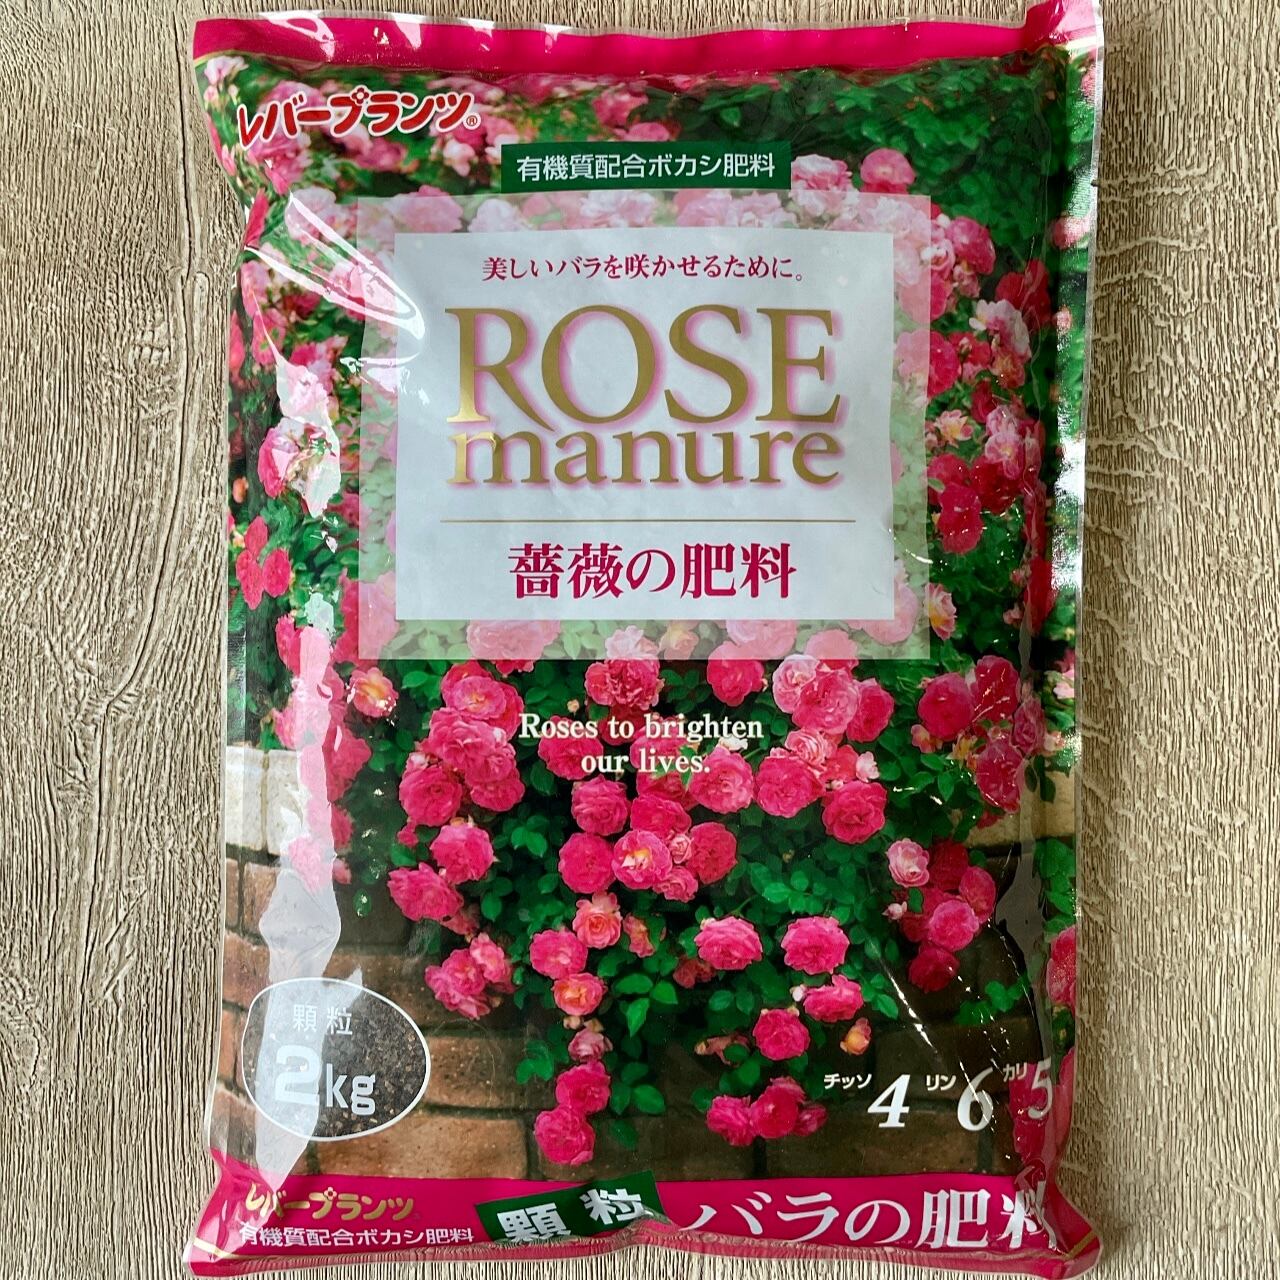 レバープランツ®
有機質配合ボカシ肥料
美しいバラを咲かせるために。
ROSE
manure
薔薇の肥料
Roses to brighten
our lives.
顆粒
2kg
チッソ4 リン6 カリ5
レバープランツ
有機質配合ボカシ肥料
顆粒 バラの肥料